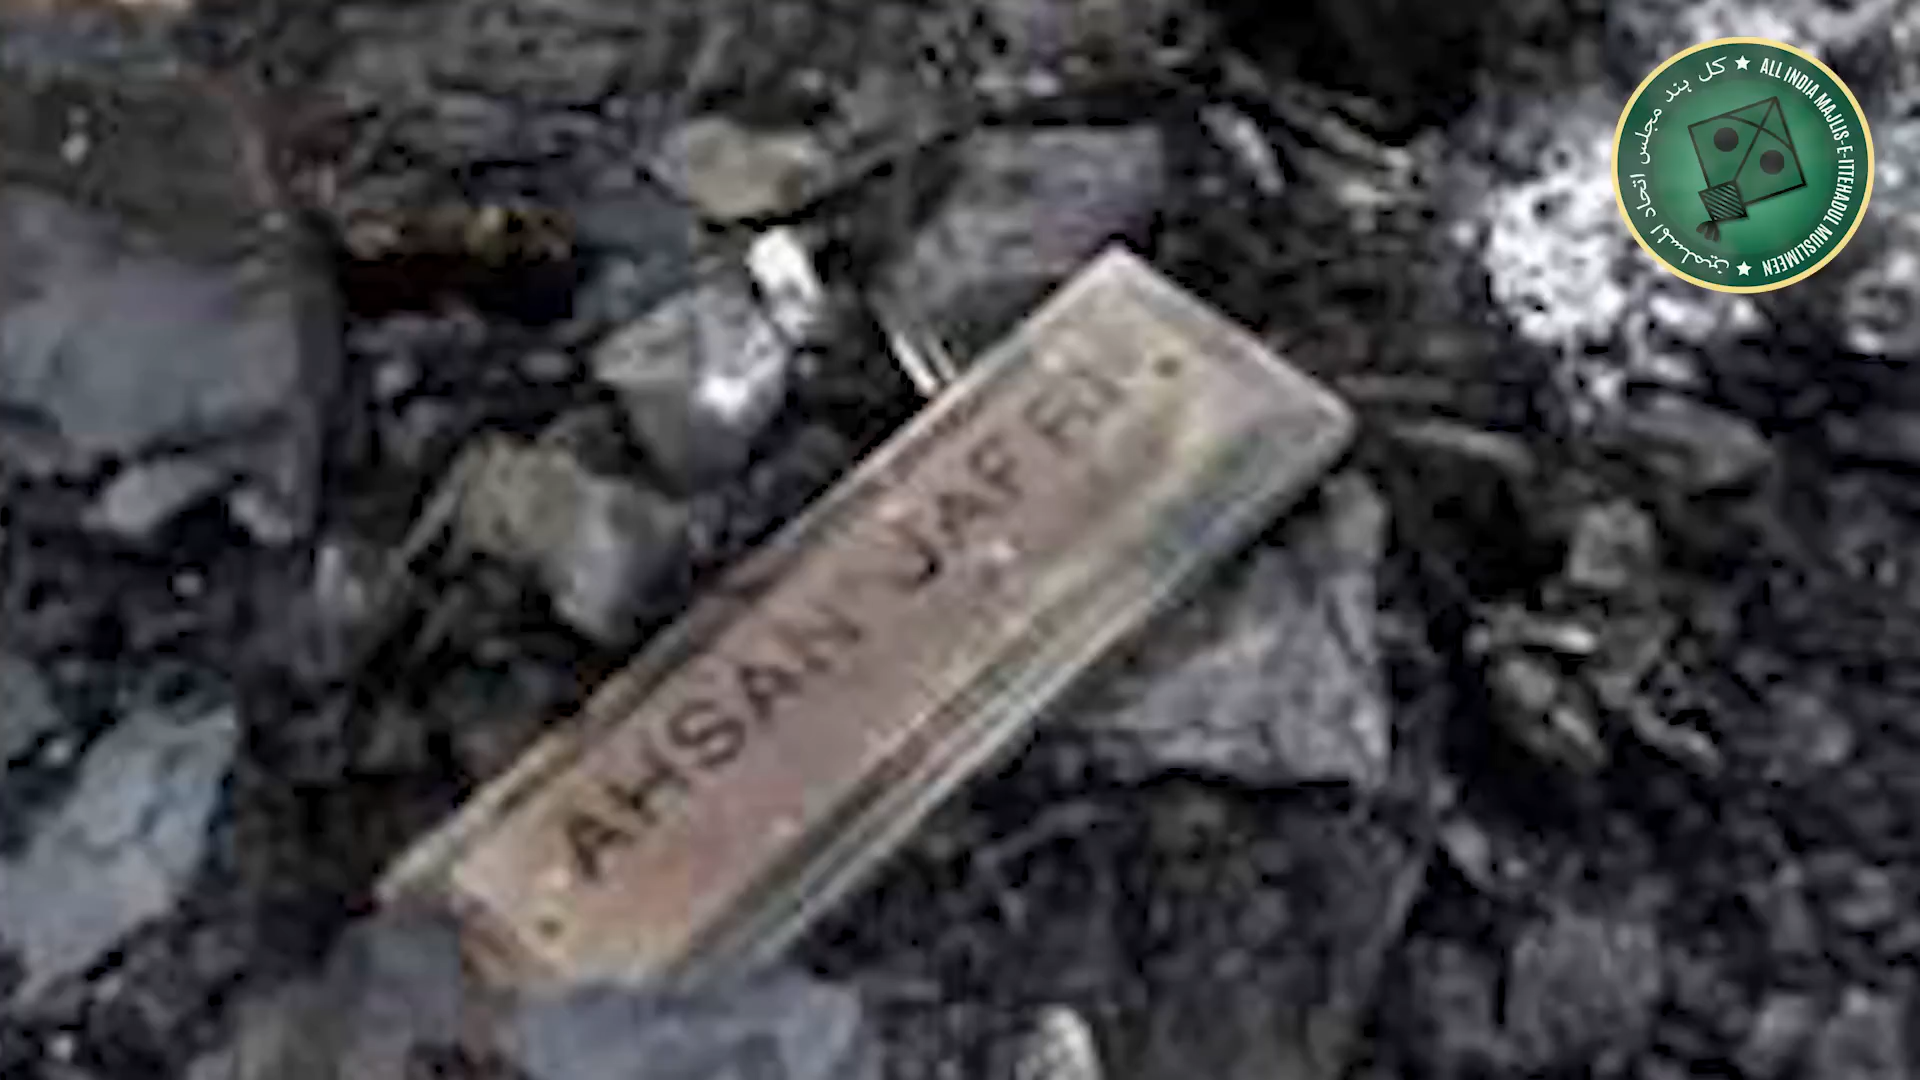 AHSAN JAFRI
کل ہند مجلس اتحاد المسلمین
ALL INDIA MAJLIS-E-ITTEHADUL MUSLIMEEN